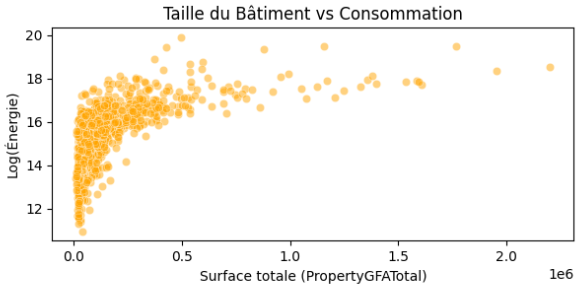 Taille du Bâtiment vs Consommation
20
18
16
14
12
Log(Énergie)
0.0 0.5 1.0 1.5 2.0
1e6
Surface totale (PropertyGFATotal)